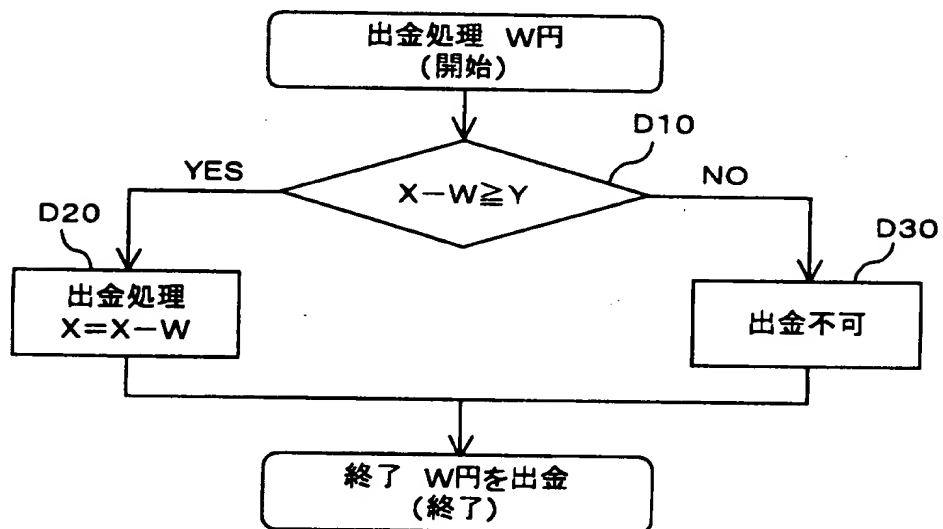 出金処理 W円
(開始)
D10
YES
X-W≧Y
NO
D20
D30
出金処理
X=X-W
出金不可
終了 W円を出金
(終了)